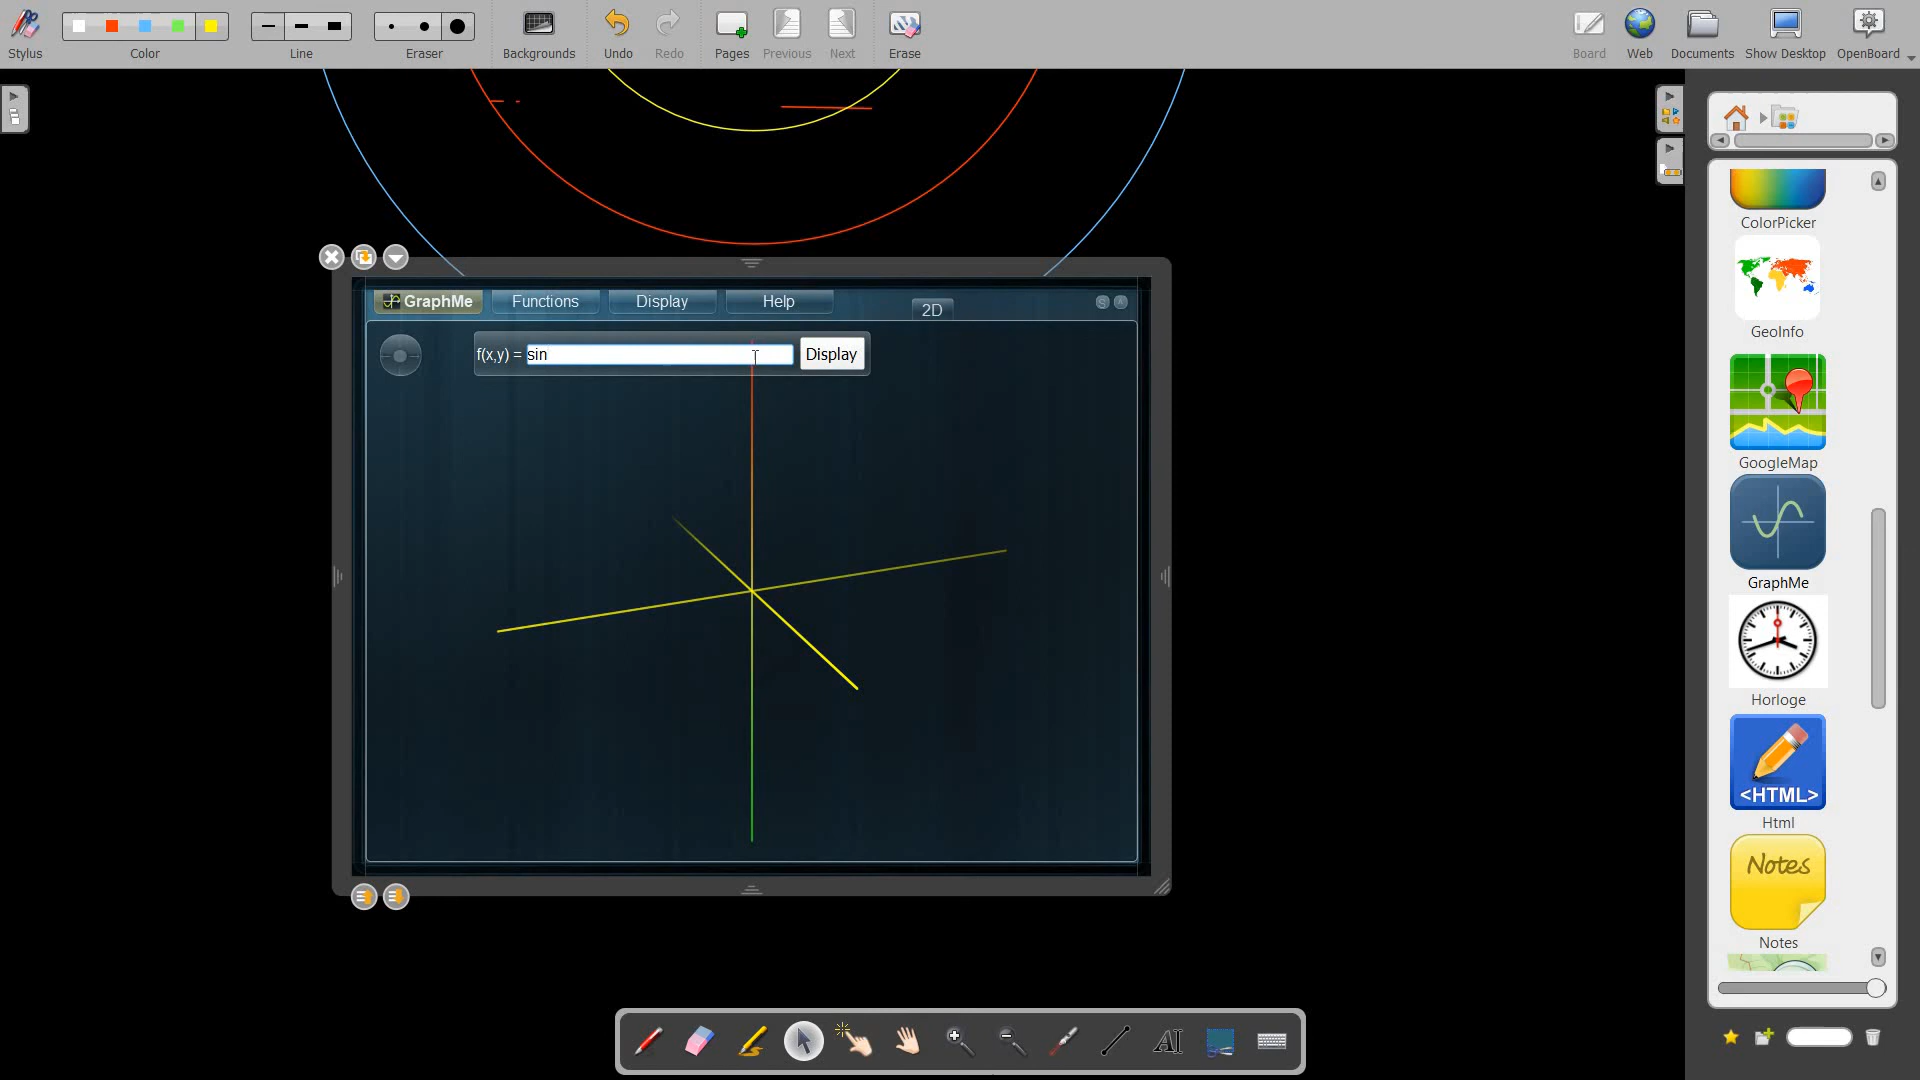 Stylus Color Line Eraser Backgrounds Undo Redo Pages Previous Next Erase Board Web Documents Show Desktop OpenBoard
ColorPicker
GeoInfo
GoogleMap
GraphMe
Horloge
<HTML>
Html
Notes
Notes
GraphMe Functions Display Help 2D S A
f(x,y) = sin Display
AI